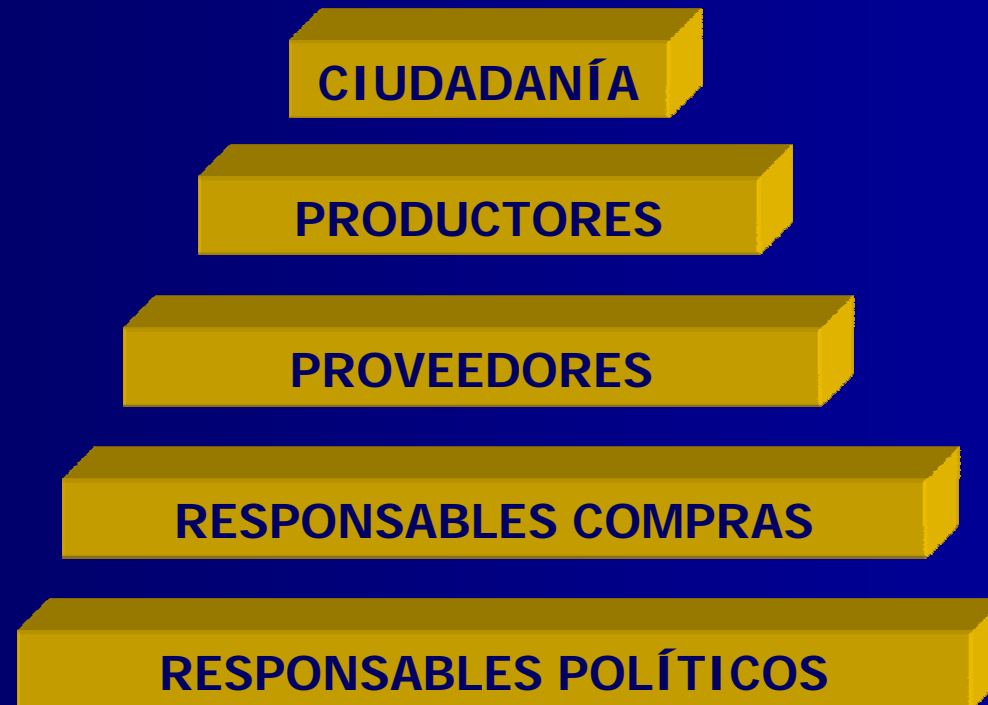 CIUDADANÍA
PRODUCTORES
PROVEEDORES
RESPONSABLES COMPRAS
RESPONSABLES POLÍTICOS